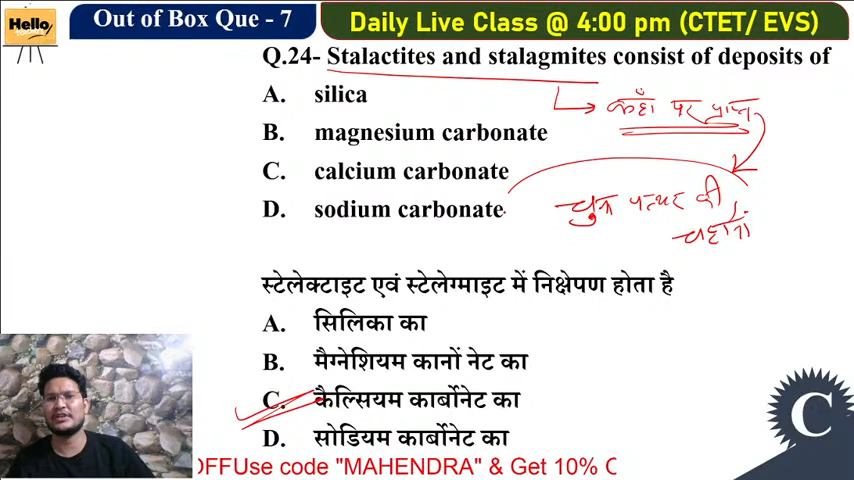 Hello
Out of Box Que - 7
Daily Live Class @ 4:00 pm (CTET/ EVS)
Q.24- Stalactites and stalagmites consist of deposits of
A. silica
कहाँ पर प्राप्त
B. magnesium carbonate
C. calcium carbonate
D. sodium carbonate
पत्थर की
स्टेलेक्टाइट एवं स्टेलेग्माइट में निक्षेपण होता है
A. सिलिका का
B. मैग्नेशियम कार्नो नेट का
C. कैल्सियम कार्बोनेट का
D. सोडियम कार्बोनेट का
C
OFFUse code "MAHENDRA" & Get 10% C